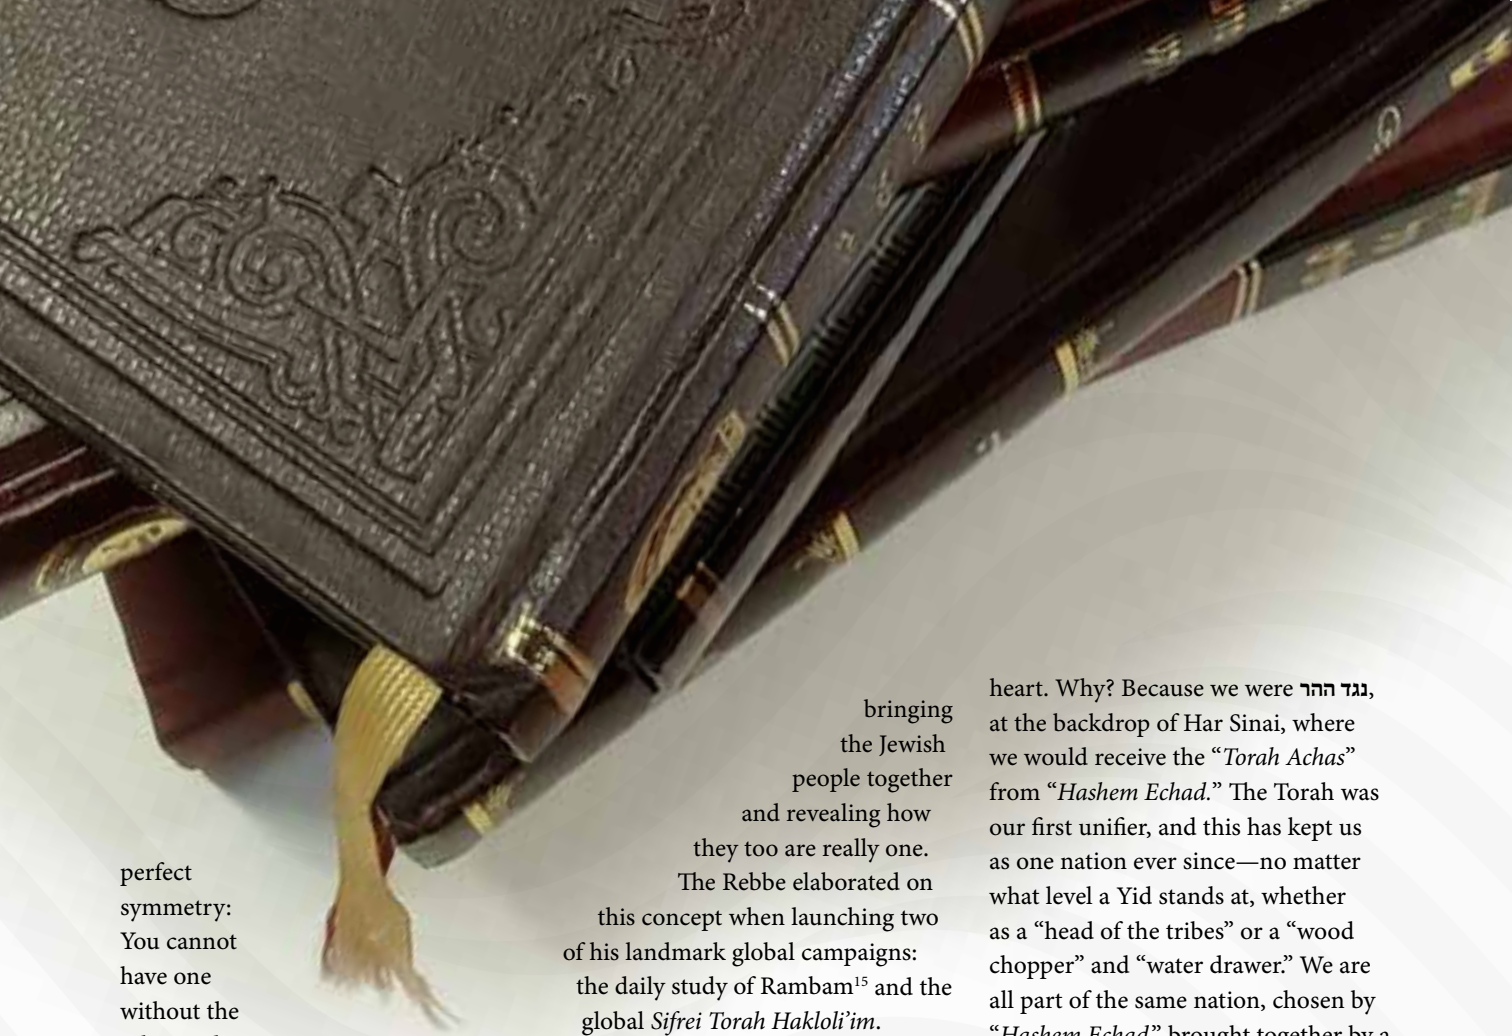 perfect
symmetry:
You cannot
have one
without the
bringing
the Jewish
people together
and revealing how
they too are really one.
The Rebbe elaborated on
this concept when launching two
of his landmark global campaigns:
the daily study of Rambam¹⁵ and the
global Sifrei Torah Hakloli’im.
heart. Why? Because we were נגד ההר,
at the backdrop of Har Sinai, where
we would receive the “Torah Achas”
from “Hashem Echad.” The Torah was
our first unifier, and this has kept us
as one nation ever since—no matter
what level a Yid stands at, whether
as a “head of the tribes” or a “wood
chopper” and “water drawer.” We are
all part of the same nation, chosen by
“Hashem Echad” brought together by a